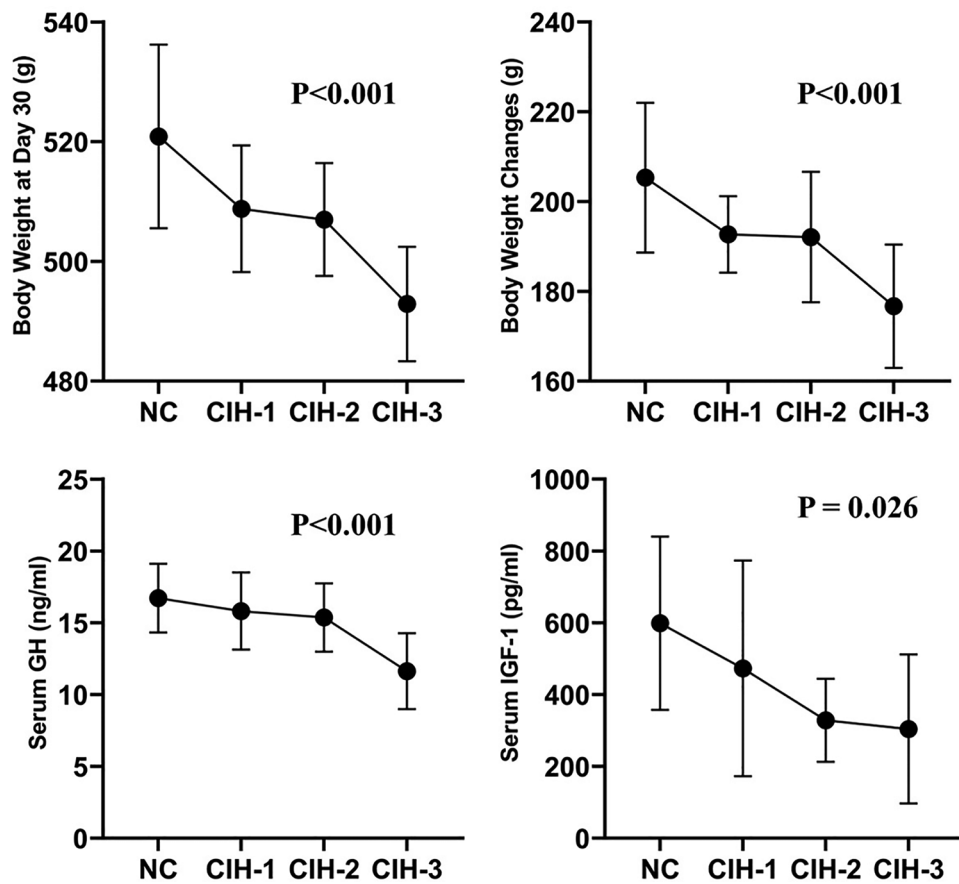 Body Weight at Day 30 (g)
540
520
500
480
P<0.001
NC CIH-1 CIH-2 CIH-3
Body Weight Changes (g)
240
220
200
180
160
P<0.001
NC CIH-1 CIH-2 CIH-3
Serum GH (ng/ml)
25
20
15
10
5
0
P<0.001
NC CIH-1 CIH-2 CIH-3
Serum IGF-1 (pg/ml)
1000
800
600
400
200
0
P = 0.026
NC CIH-1 CIH-2 CIH-3